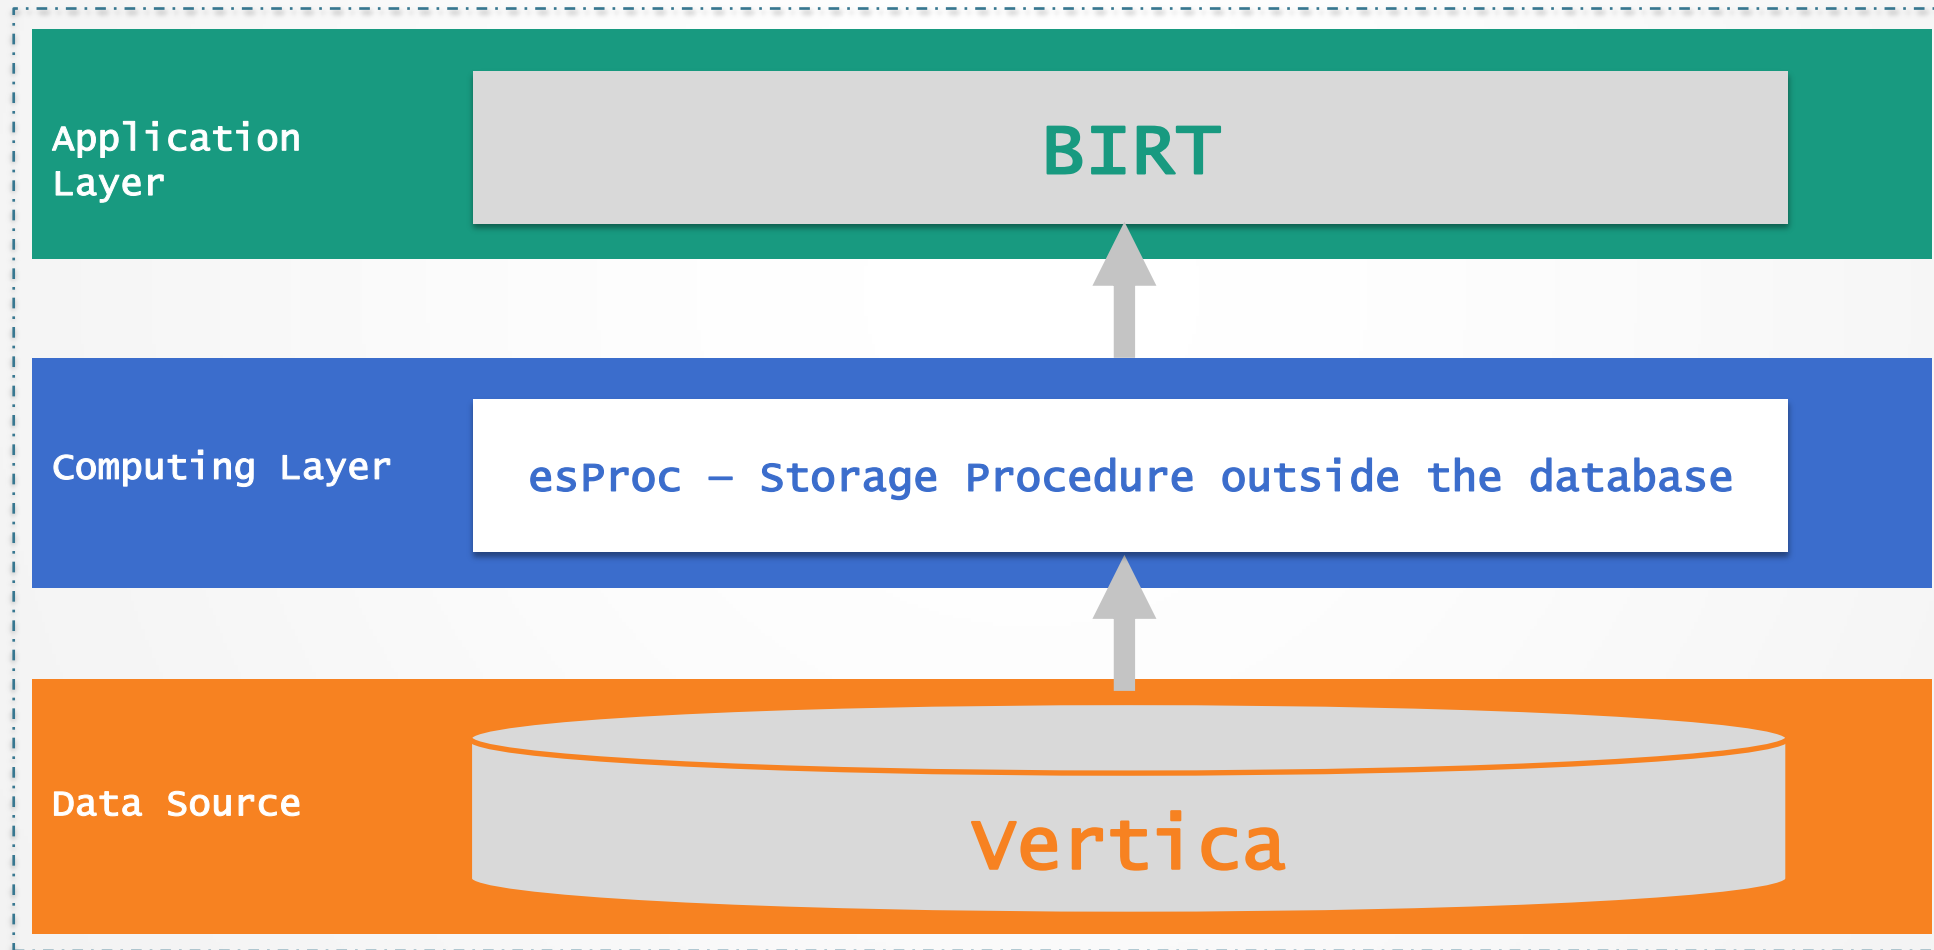 Application
Layer
BIRT
Computing Layer
esProc – Storage Procedure outside the database
Data Source
Vertica